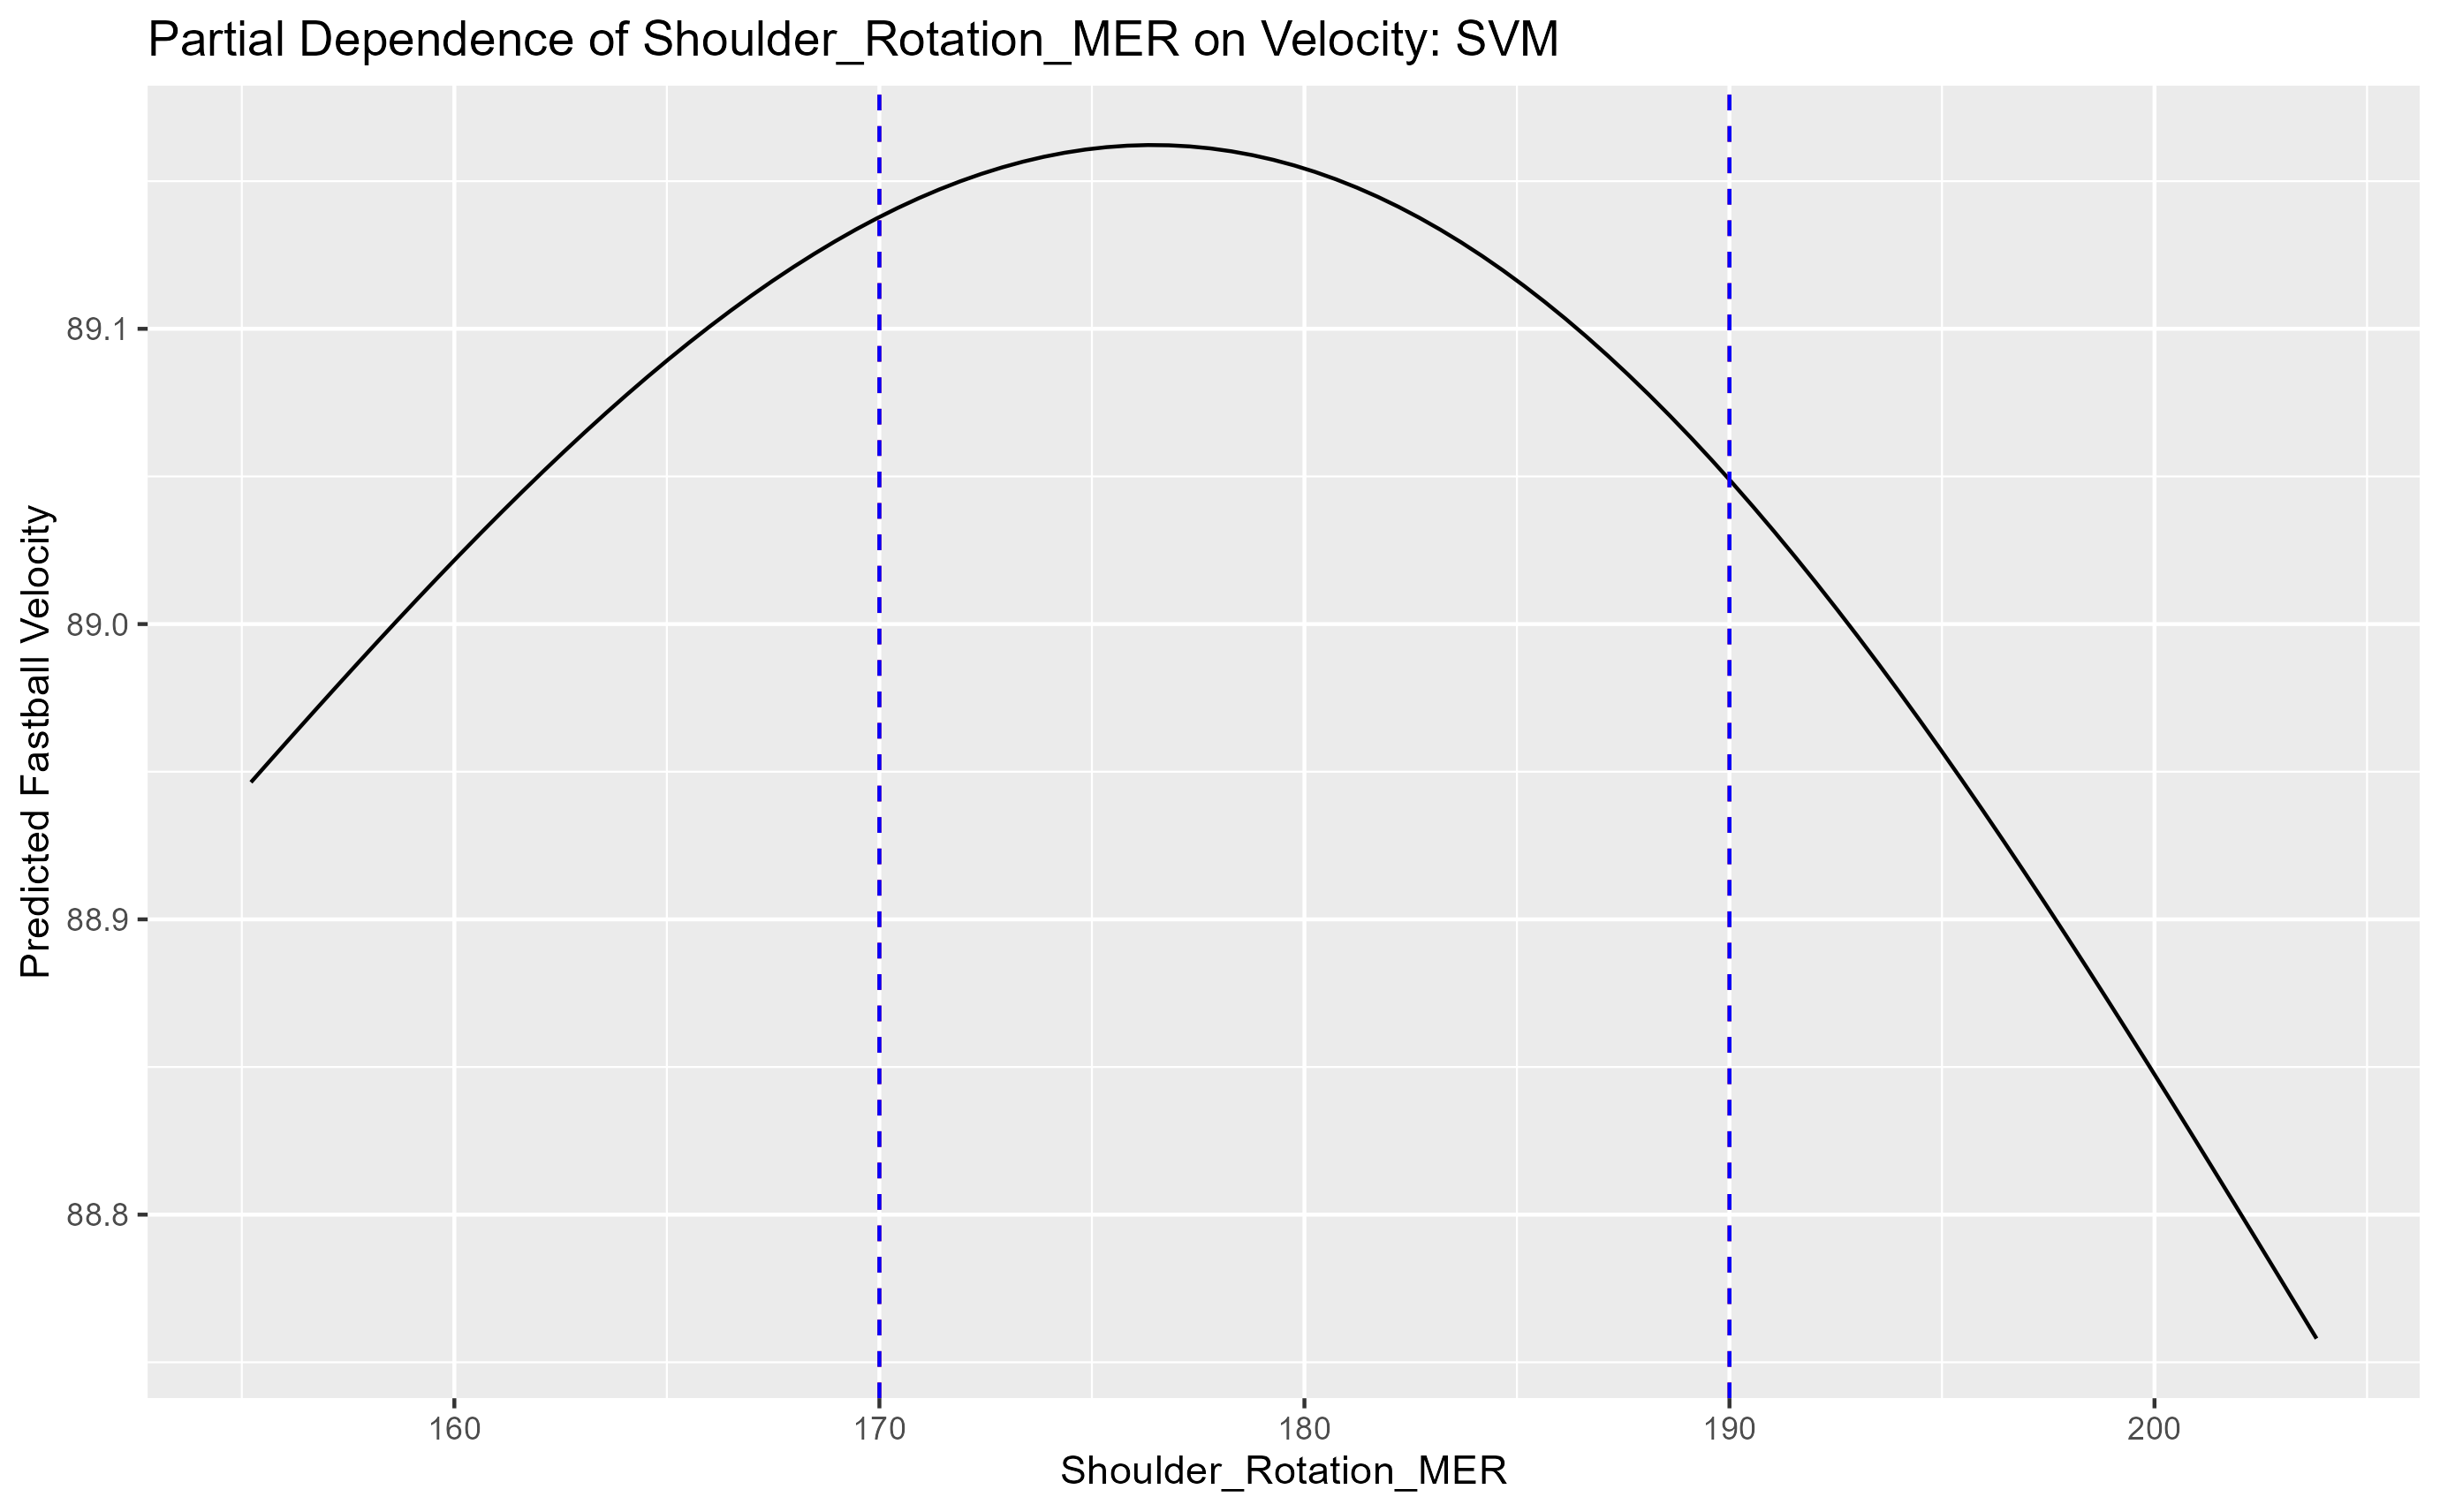 Partial Dependence of Shoulder_Rotation_MER on Velocity: SVM
Predicted Fastball Velocity
89.1
89.0
88.9
88.8
160 170 180 190 200
Shoulder_Rotation_MER